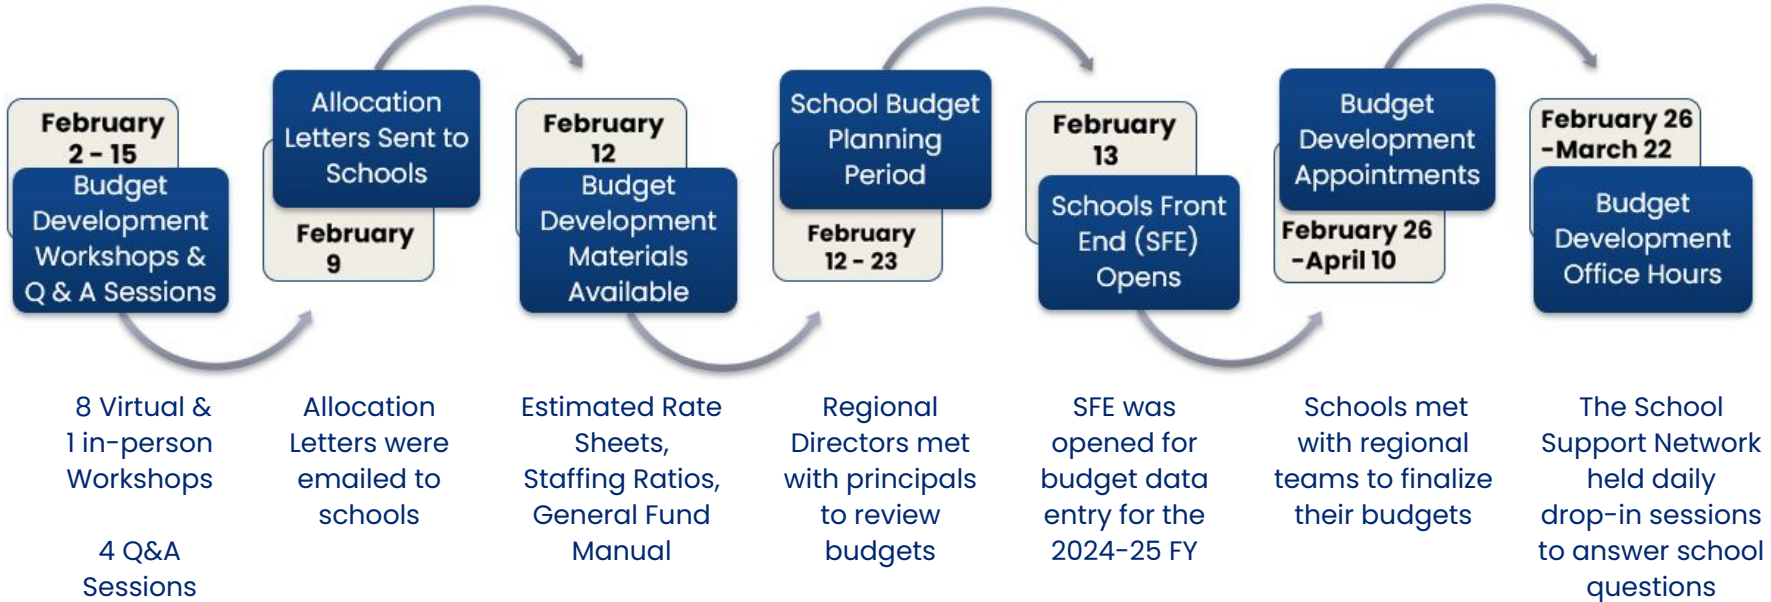 February
2 - 15
Budget
Development
Workshops &
Q & A Sessions
8 Virtual &
1 in-person
Workshops
4 Q&A
Sessions
Allocation
Letters Sent to
Schools
February
9
Allocation
Letters were
emailed to
schools
February
12
Budget
Development
Materials
Available
Estimated Rate
Sheets,
Staffing Ratios,
General Fund
Manual
School Budget
Planning
Period
February
12 - 23
Regional
Directors met
with principals
to review
budgets
February
13
Schools Front
End (SFE)
Opens
SFE was
opened for
budget data
entry for the
2024-25 FY
Budget
Development
Appointments
February 26
-April 10
Schools met
with regional
teams to finalize
their budgets
February 26
-March 22
Budget
Development
Office Hours
The School
Support Network
held daily
drop-in sessions
to answer school
questions